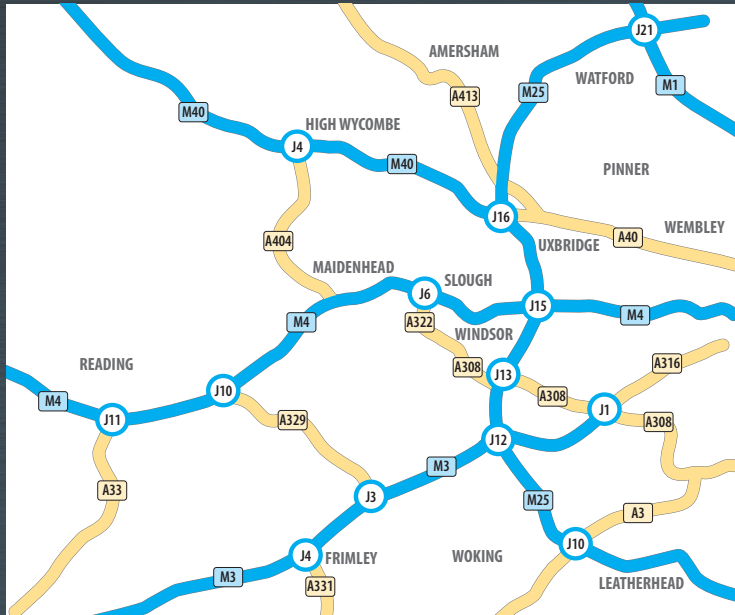 J21
AMERSHAM
WATFORD
M1
M25
A413
M40
HIGH WYCOMBE
J4
M40
PINNER
J16
WEMBLEY
A40
UXBRIDGE
A404
MAIDENHEAD
SLOUGH
J6
J15
M4
A322
M4
WINDSOR
READING
A308
J13
A316
J10
A308
M4
J11
J1
A329
A308
J12
M3
A33
J3
M25
A3
J10
J4
FRIMLEY
WOKING
M3
A331
LEATHERHEAD